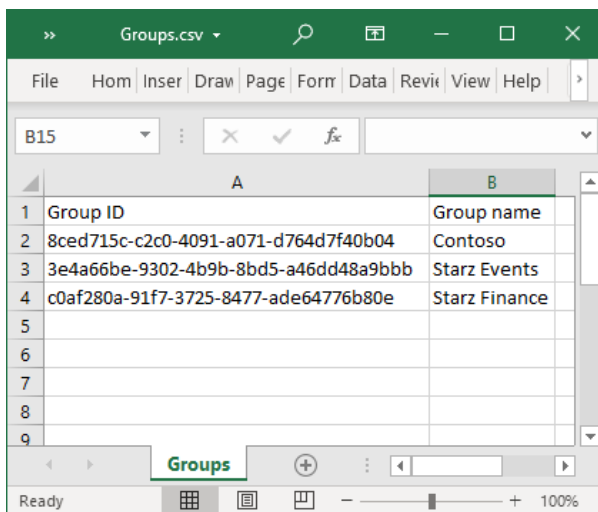 » Groups.csv
File Hom Inser Draw Page Form Data Revie View Help
B15 fx
A B
1 Group ID Group name
2 8ced715c-c2c0-4091-a071-d764d7f40b04 Contoso
3 3e4a66be-9302-4b9b-8bd5-a46dd48a9bbb Starz Events
4 c0af280a-91f7-3725-8477-ade64776b80e Starz Finance
5
6
7
8
9
Groups
Ready 100%